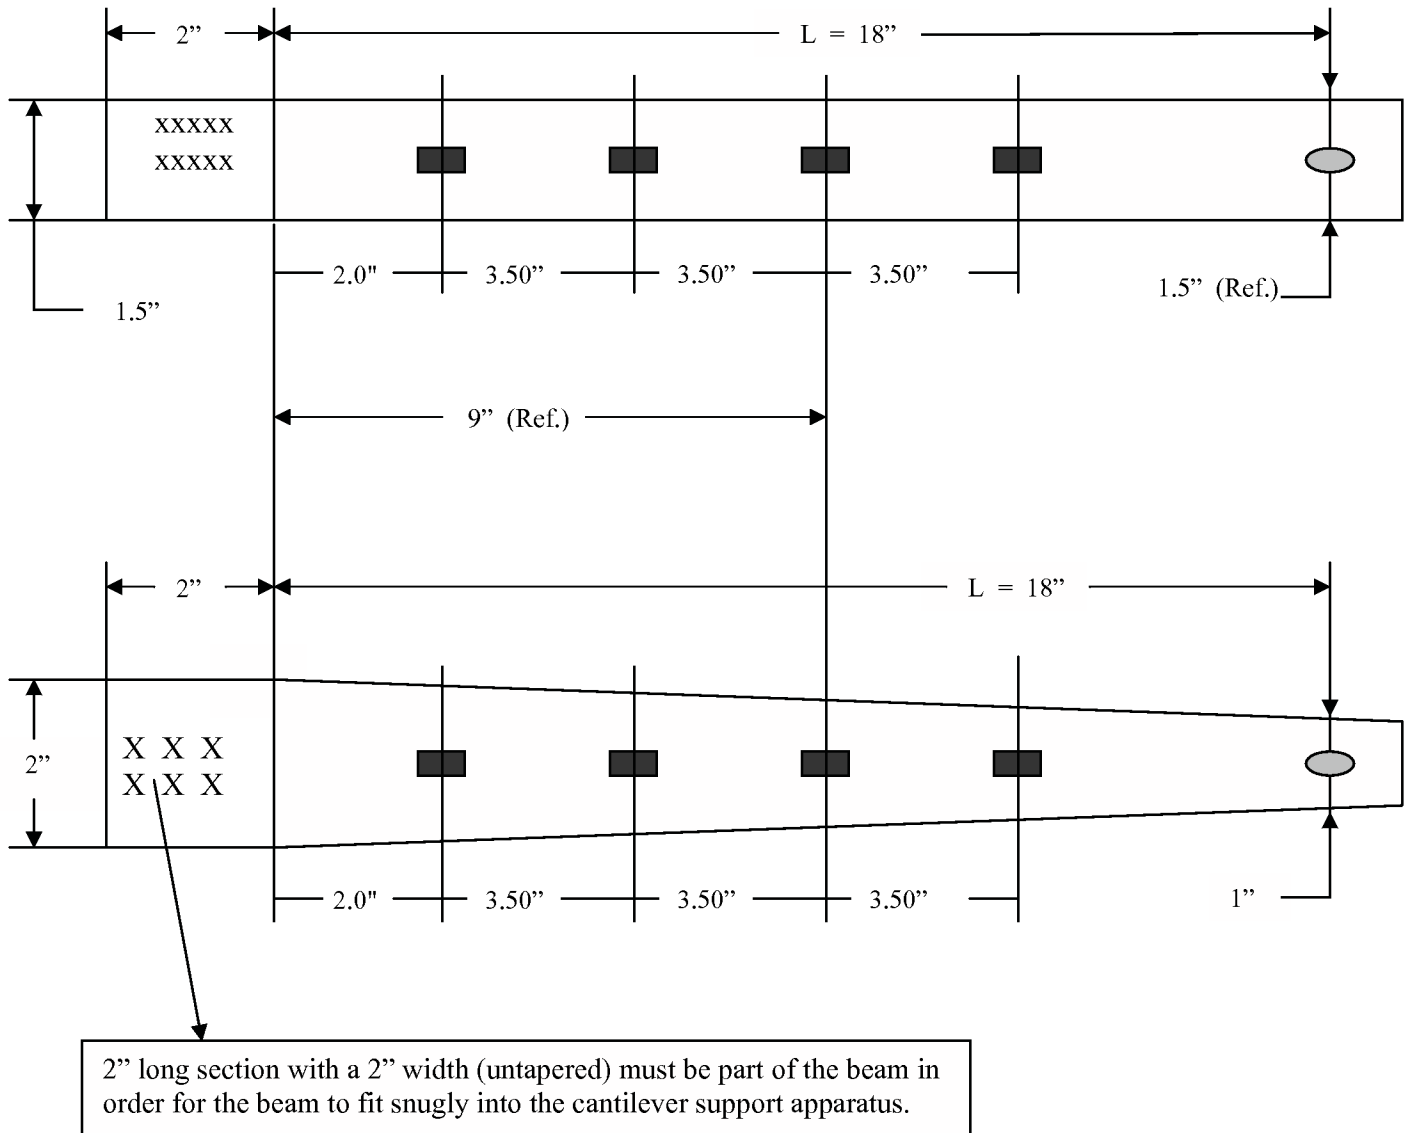 2”
L = 18”
xxxxx
xxxxx
2.0"
3.50”
3.50”
3.50”
1.5”
1.5” (Ref.)
9” (Ref.)
2”
L = 18”
2”
X X X
X X X
2.0"
3.50”
3.50”
3.50”
1”
2” long section with a 2” width (untapered) must be part of the beam in
order for the beam to fit snugly into the cantilever support apparatus.